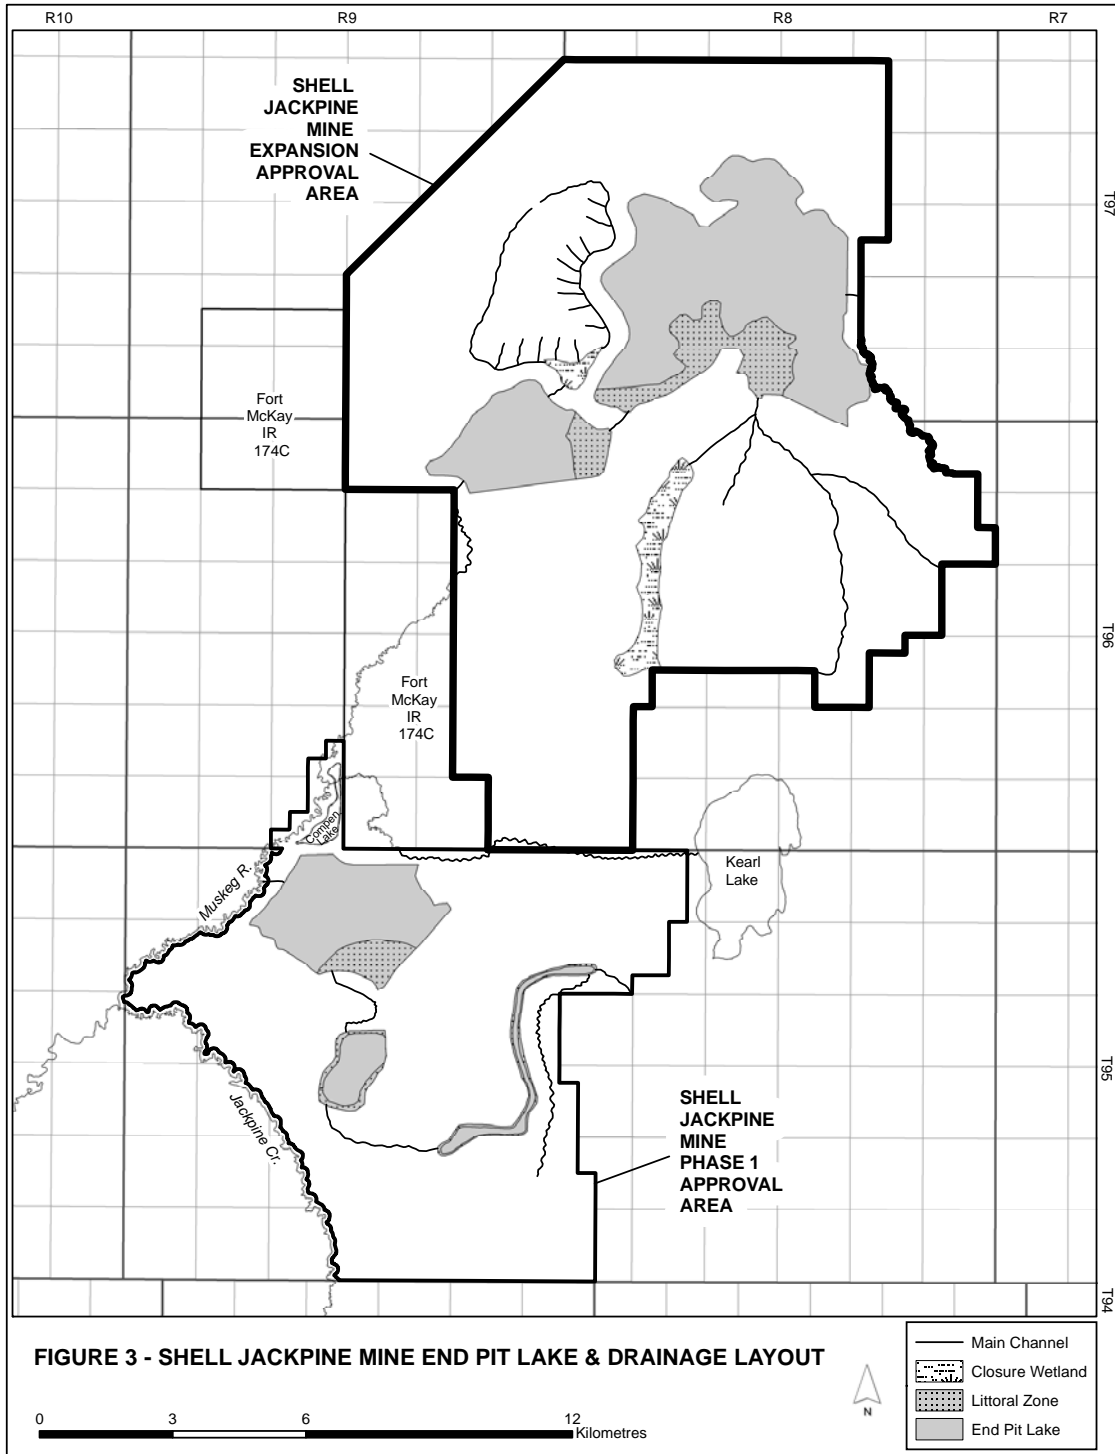 R10
R9
R8
R7
SHELL
JACKPINE
MINE
EXPANSION
APPROVAL
AREA
T97
Fort
McKay
IR
174C
T96
Fort
McKay
IR
174C
Compen.
Lake
Kearl
Lake
Muskeg R.
T95
Jackpine Cr.
SHELL
JACKPINE
MINE
PHASE 1
APPROVAL
AREA
T94
FIGURE 3 - SHELL JACKPINE MINE END PIT LAKE & DRAINAGE LAYOUT
N
Main Channel
Closure Wetland
Littoral Zone
End Pit Lake
0 3 6 12
Kilometres